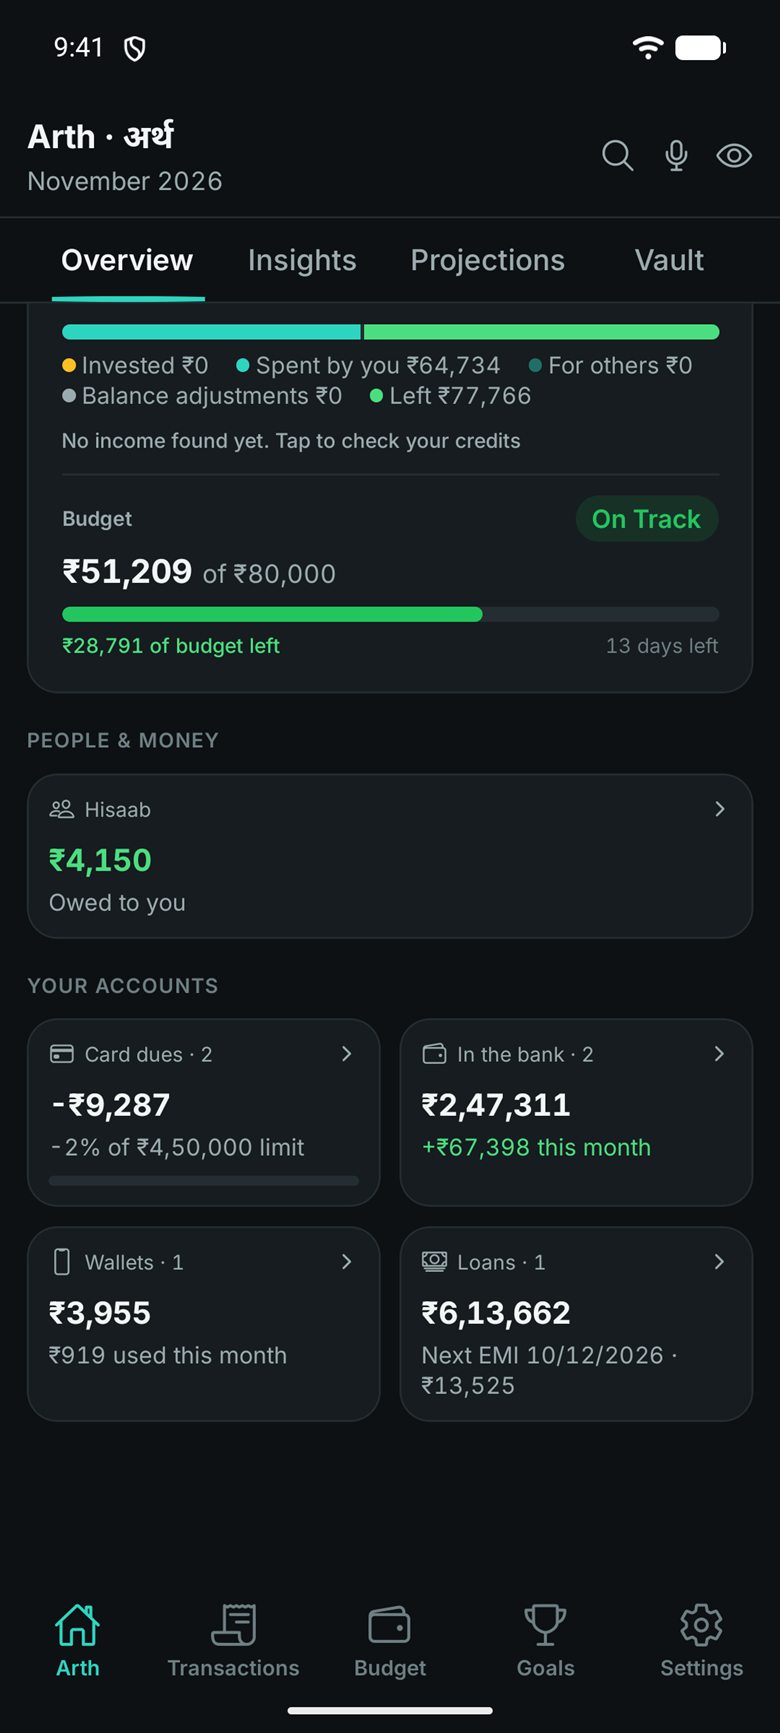 9:41
Arth · अर्थ
November 2026
Overview Insights Projections Vault
Invested ₹0 Spent by you ₹64,734 For others ₹0
Balance adjustments ₹0 Left ₹77,766
No income found yet. Tap to check your credits
Budget On Track
₹51,209 of ₹80,000
₹28,791 of budget left 13 days left
PEOPLE & MONEY
Hisaab
₹4,150
Owed to you
YOUR ACCOUNTS
Card dues · 2
-₹9,287
-2% of ₹4,50,000 limit
In the bank · 2
₹2,47,311
+₹67,398 this month
Wallets · 1
₹3,955
₹919 used this month
Loans · 1
₹6,13,662
Next EMI 10/12/2026 ·
₹13,525
Arth Transactions Budget Goals Settings